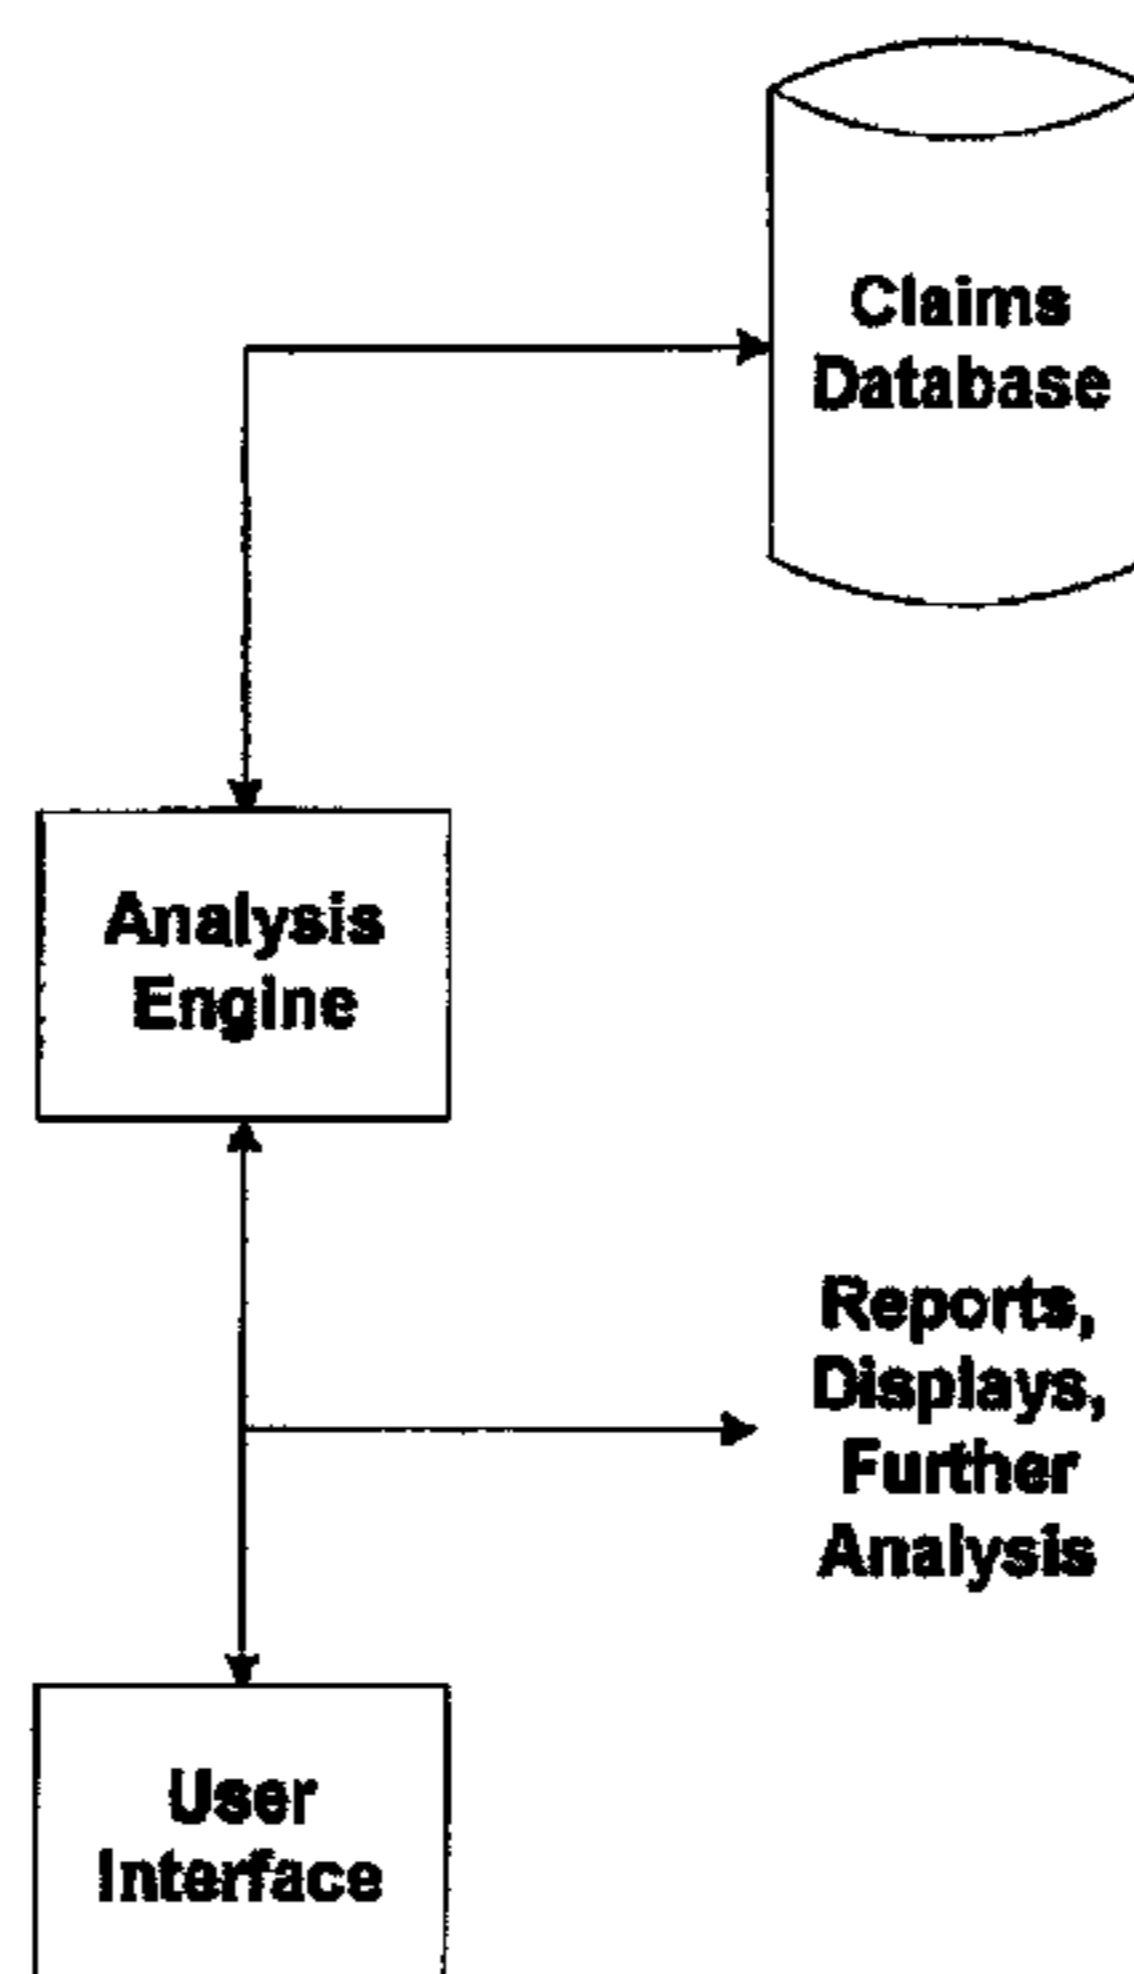 Claims
Database
Analysis
Engine
Reports,
Displays,
Further
Analysis
User
Interface